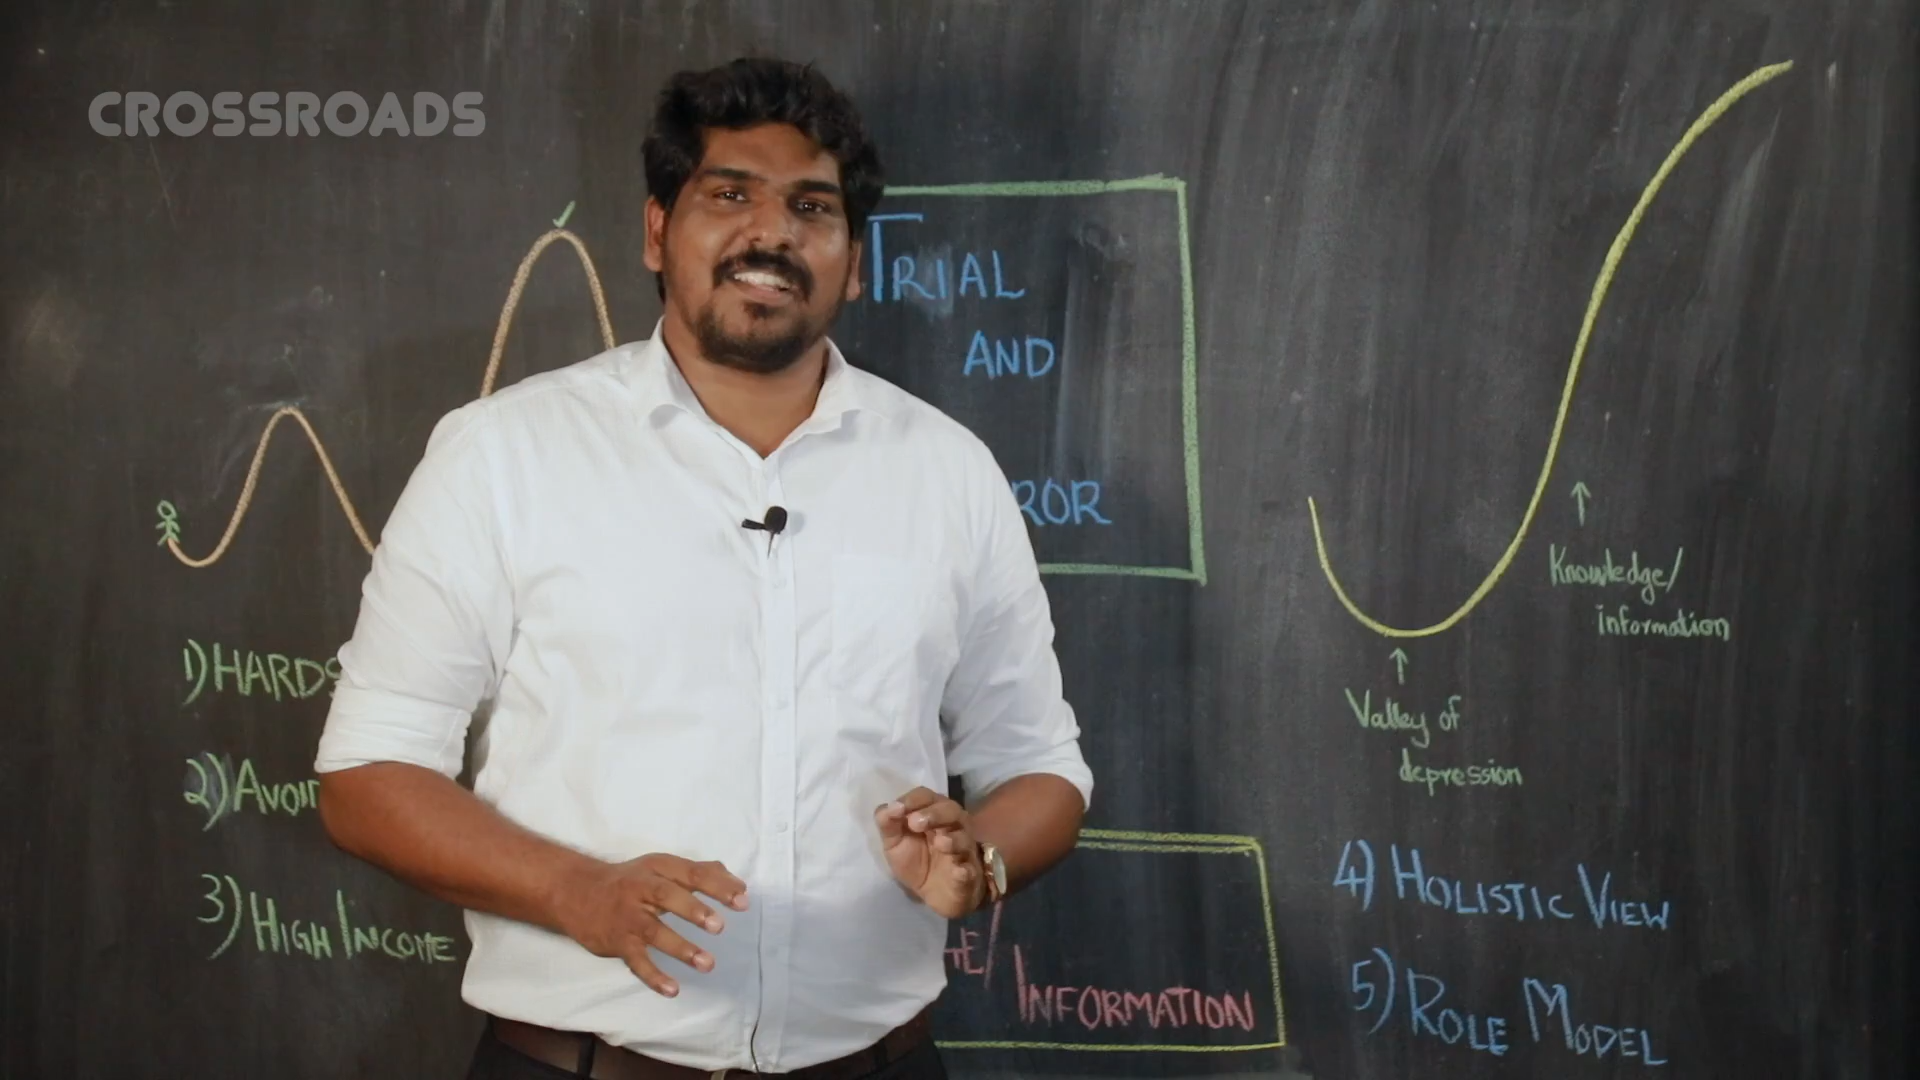 CROSSROADS
TRIAL
AND
ROR
Knowledge/
information
Valley of
depression
1) HARDS
2) AVOI
3) HIGH INCOME
HE/ INFORMATION
4) HOLISTIC VIEW
5) ROLE MODEL